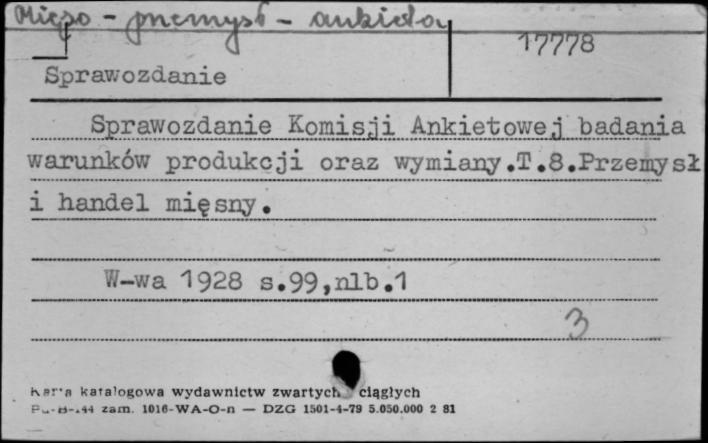 Mięso - przemysł - ankieta
17778
Sprawozdanie
Sprawozdanie Komisji Ankietowej badania
warunków produkcji oraz wymiany.T.8.Przemysł
i handel mięsny.
W-wa 1928 s.99,nlb.1
3
Karta katalogowa wydawnictw zwartych ciągłych
zam. 1016-WA-O-n — DZG 1501-4-79 5.050.000 2 81